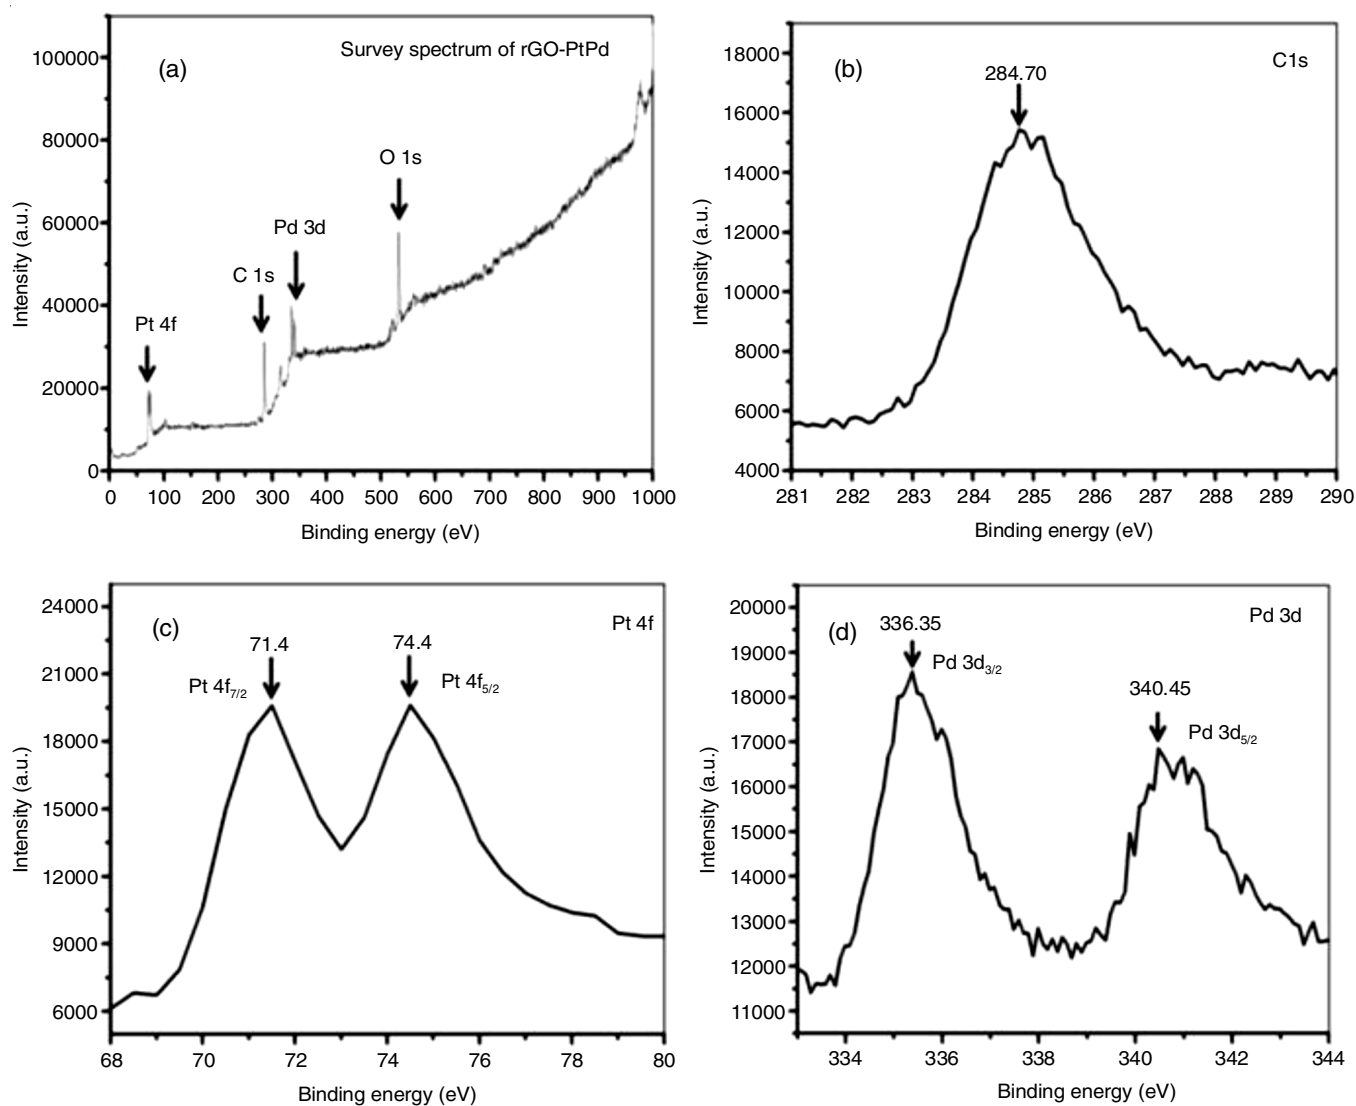 Survey spectrum of rGO-PtPd
(a)
100000
80000
60000
40000
20000
0
Intensity (a.u.)
Pt 4f
C 1s
Pd 3d
O 1s
0 100 200 300 400 500 600 700 800 900 1000
Binding energy (eV)
(b)
C1s
284.70
18000
16000
14000
12000
10000
8000
6000
4000
Intensity (a.u.)
281 282 283 284 285 286 287 288 289 290
Binding energy (eV)
(c)
Pt 4f
71.4
74.4
Pt 4f7/2
Pt 4f5/2
24000
21000
18000
15000
12000
9000
6000
Intensity (a.u.)
68 70 72 74 76 78 80
Binding energy (eV)
(d)
Pd 3d
336.35
Pd 3d3/2
340.45
Pd 3d5/2
20000
19000
18000
17000
16000
15000
14000
13000
12000
11000
Intensity (a.u.)
334 336 338 340 342 344
Binding energy (eV)